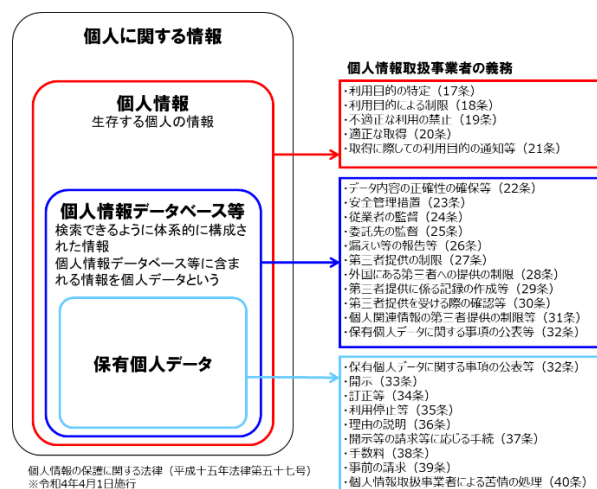 個人に関する情報
個人情報
生存する個人の情報
個人情報データベース等
検索できるように体系的に構成さ
れた情報
個人情報データベース等に含ま
れる情報を個人データという
保有個人データ
個人情報の保護に関する法律（平成十五年法律第五十七号）
※令和4年4月1日施行
個人情報取扱事業者の義務
・利用目的の特定（17条）
・利用目的による制限（18条）
・不適正な利用の禁止（19条）
・適正な取得（20条）
・取得に際しての利用目的の通知等（21条）
・データ内容の正確性の確保等（22条）
・安全管理措置（23条）
・従業者の監督（24条）
・委託先の監督（25条）
・漏えい等の報告等（26条）
・第三者提供の制限（27条）
・外国にある第三者への提供の制限（28条）
・第三者提供に係る記録の作成等（29条）
・第三者提供を受ける際の確認等（30条）
・個人関連情報の第三者提供の制限等（31条）
・保有個人データに関する事項の公表等（32条）
・保有個人データに関する事項の公表等（32条）
・開示（33条）
・訂正等（34条）
・利用停止等（35条）
・理由の説明（36条）
・開示等の請求等に応じる手続（37条）
・手数料（38条）
・事前の請求（39条）
・個人情報取扱事業者による苦情の処理（40条）